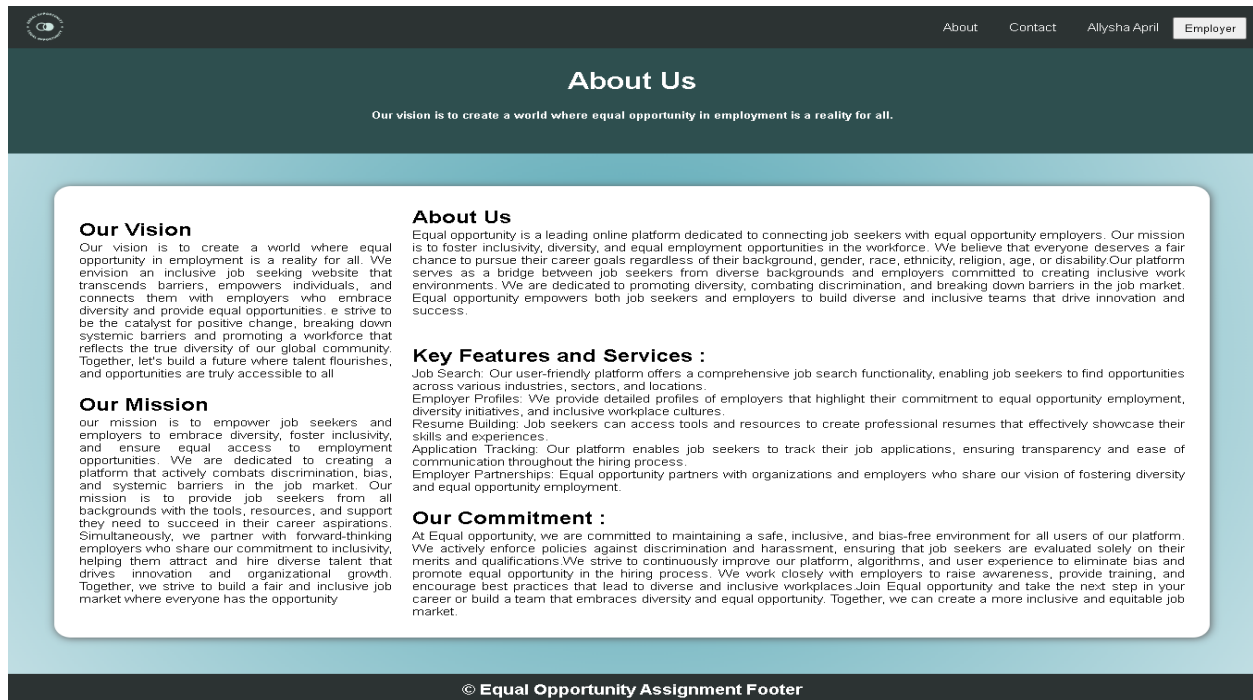 About Contact Allysha April Employer
About Us
Our vision is to create a world where equal opportunity in employment is a reality for all.
Our Vision
Our vision is to create a world where equal
opportunity in employment is a reality for all. We
envision an inclusive job seeking website that
transcends barriers, empowers individuals, and
connects them with employers who embrace
diversity and provide equal opportunities. e strive to
be the catalyst for positive change, breaking down
systemic barriers and promoting a workforce that
reflects the true diversity of our global community.
Together, let's build a future where talent flourishes,
and opportunities are truly accessible to all
Our Mission
our mission is to empower job seekers and
employers to embrace diversity, foster inclusivity,
and ensure equal access to employment
opportunities. We are dedicated to creating a
platform that actively combats discrimination, bias,
and systemic barriers in the job market. Our
mission is to provide job seekers from all
backgrounds with the tools, resources, and support
they need to succeed in their career aspirations.
Simultaneously, we partner with forward-thinking
employers who share our commitment to inclusivity,
helping them attract and hire diverse talent that
drives innovation and organizational growth.
Together, we strive to build a fair and inclusive job
market where everyone has the opportunity
About Us
Equal opportunity is a leading online platform dedicated to connecting job seekers with equal opportunity employers. Our mission
is to foster inclusivity, diversity, and equal employment opportunities in the workforce. We believe that everyone deserves a fair
chance to pursue their career goals regardless of their background, gender, race, ethnicity, religion, age, or disability.Our platform
serves as a bridge between job seekers from diverse backgrounds and employers committed to creating inclusive work
environments. We are dedicated to promoting diversity, combating discrimination, and breaking down barriers in the job market.
Equal opportunity empowers both job seekers and employers to build diverse and inclusive teams that drive innovation and
success.
Key Features and Services :
Job Search: Our user-friendly platform offers a comprehensive job search functionality, enabling job seekers to find opportunities
across various industries, sectors, and locations.
Employer Profiles: We provide detailed profiles of employers that highlight their commitment to equal opportunity employment,
diversity initiatives, and inclusive workplace cultures.
Resume Building: Job seekers can access tools and resources to create professional resumes that effectively showcase their
skills and experiences.
Application Tracking: Our platform enables job seekers to track their job applications, ensuring transparency and ease of
communication throughout the hiring process.
Employer Partnerships: Equal opportunity partners with organizations and employers who share our vision of fostering diversity
and equal opportunity employment.
Our Commitment :
At Equal opportunity, we are committed to maintaining a safe, inclusive, and bias-free environment for all users of our platform.
We actively enforce policies against discrimination and harassment, ensuring that job seekers are evaluated solely on their
merits and qualifications.We strive to continuously improve our platform, algorithms, and user experience to eliminate bias and
promote equal opportunity in the hiring process. We work closely with employers to raise awareness, provide training, and
encourage best practices that lead to diverse and inclusive workplaces.Join Equal opportunity and take the next step in your
career or build a team that embraces diversity and equal opportunity. Together, we can create a more inclusive and equitable job
market.
© Equal Opportunity Assignment Footer